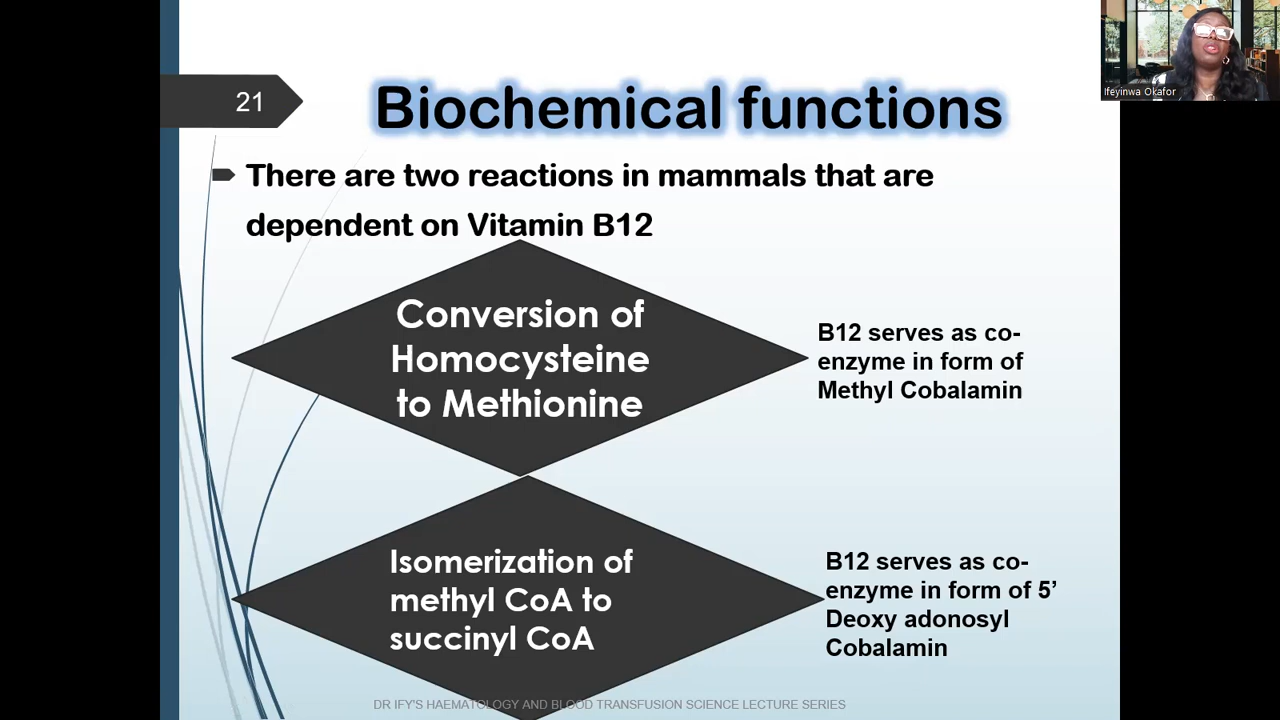 21
Biochemical functions
There are two reactions in mammals that are
dependent on Vitamin B12
Conversion of
Homocysteine
to Methionine
B12 serves as co-
enzyme in form of
Methyl Cobalamin
Isomerization of
methyl CoA to
succinyl CoA
B12 serves as co-
enzyme in form of 5’
Deoxy adonosyl
Cobalamin
DR IFY'S HAEMATOLOGY AND BLOOD TRANSFUSION SCIENCE LECTURE SERIES
Ifeyinwa Okafor